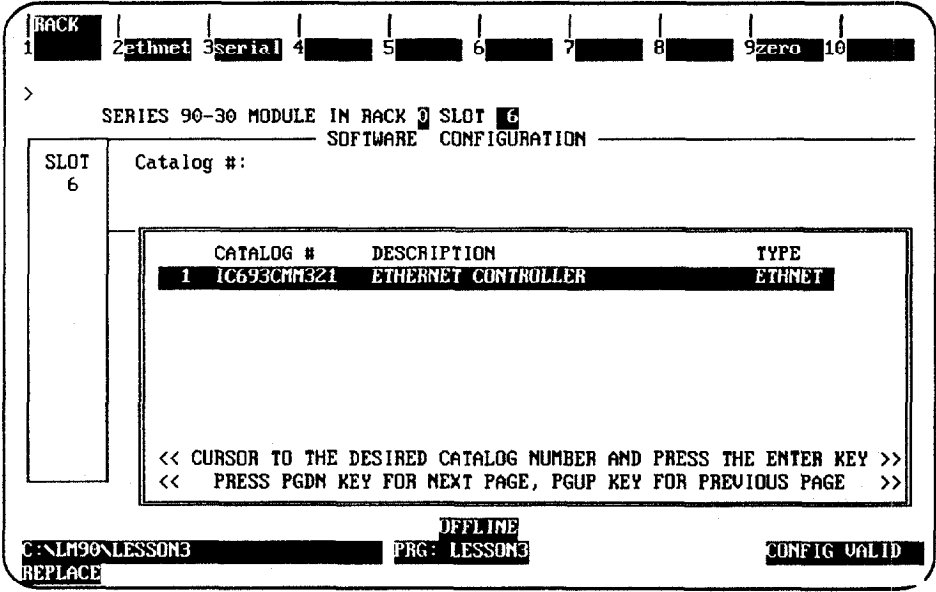 RACK
1 2ethnet 3serial 4 5 6 7 8 9zero 10
>
SERIES 90-30 MODULE IN RACK 0 SLOT 6
SOFTWARE CONFIGURATION
SLOT Catalog #:
6
CATALOG # DESCRIPTION TYPE
1 IC693CMM321 ETHERNET CONTROLLER ETHNET
<< CURSOR TO THE DESIRED CATALOG NUMBER AND PRESS THE ENTER KEY >>
<< PRESS PGDN KEY FOR NEXT PAGE, PGUP KEY FOR PREVIOUS PAGE >>
OFFLINE
C:\LM90\LESSON3 PRG: LESSON3 CONFIG VALID
REPLACE